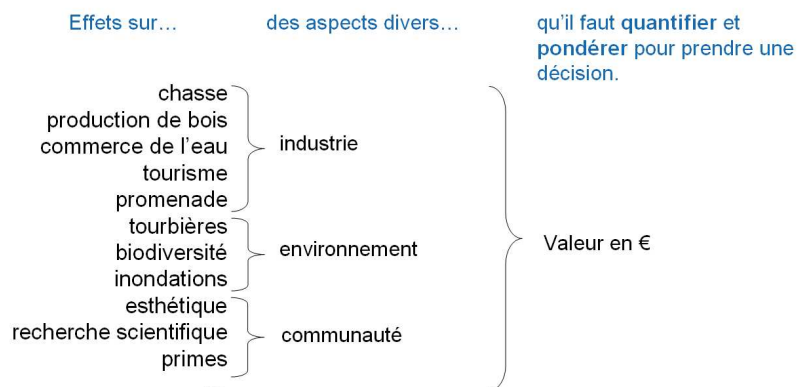 Effets sur…
des aspects divers…
qu'il faut quantifier et
pondérer pour prendre une
décision.
chasse
production de bois
commerce de l'eau
tourisme
promenade
industrie
tourbières
biodiversité
inondations
environnement
esthétique
recherche scientifique
primes
communauté
Valeur en €